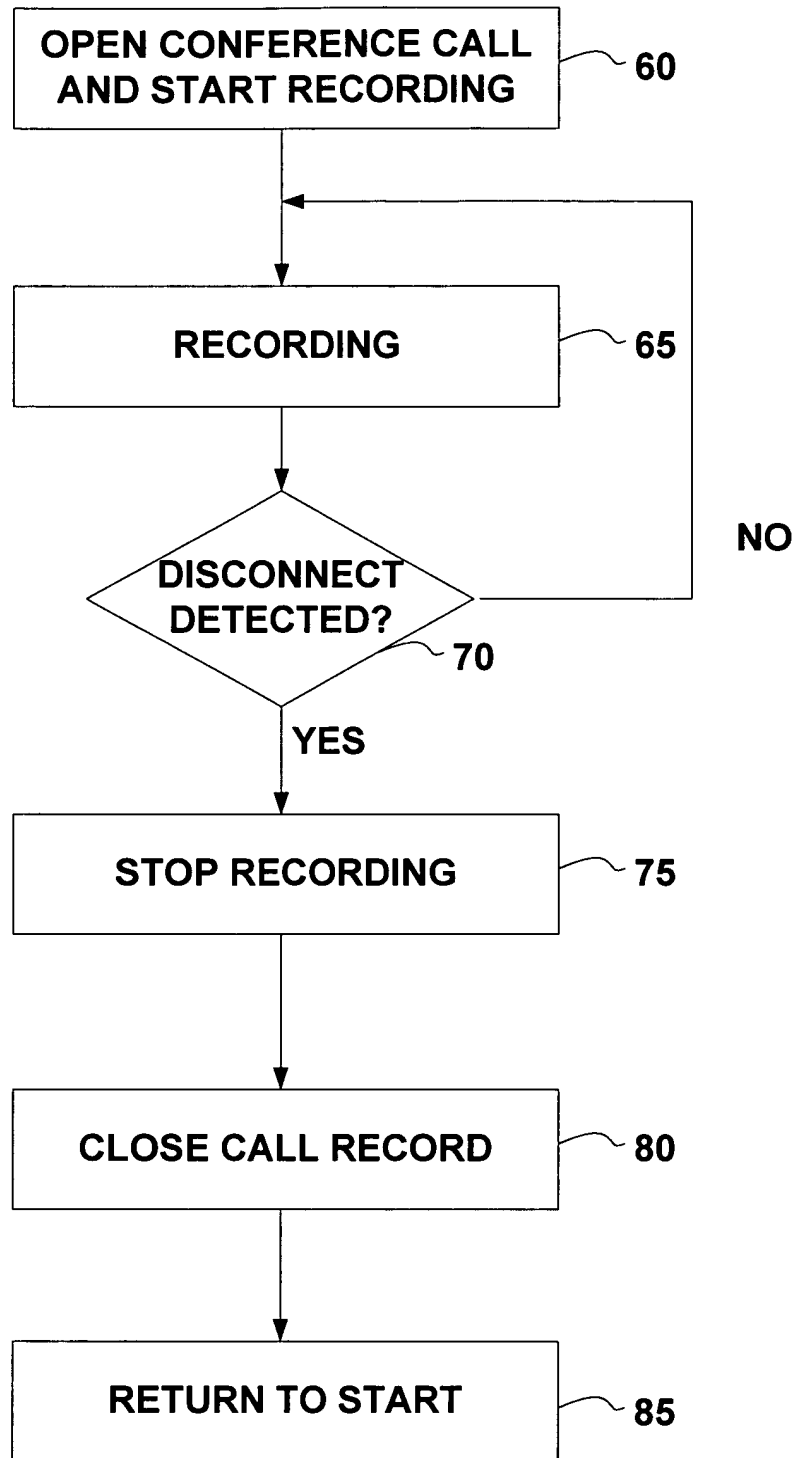 OPEN CONFERENCE CALL
AND START RECORDING
60
RECORDING
65
NO
DISCONNECT
DETECTED?
70
YES
STOP RECORDING
75
CLOSE CALL RECORD
80
RETURN TO START
85